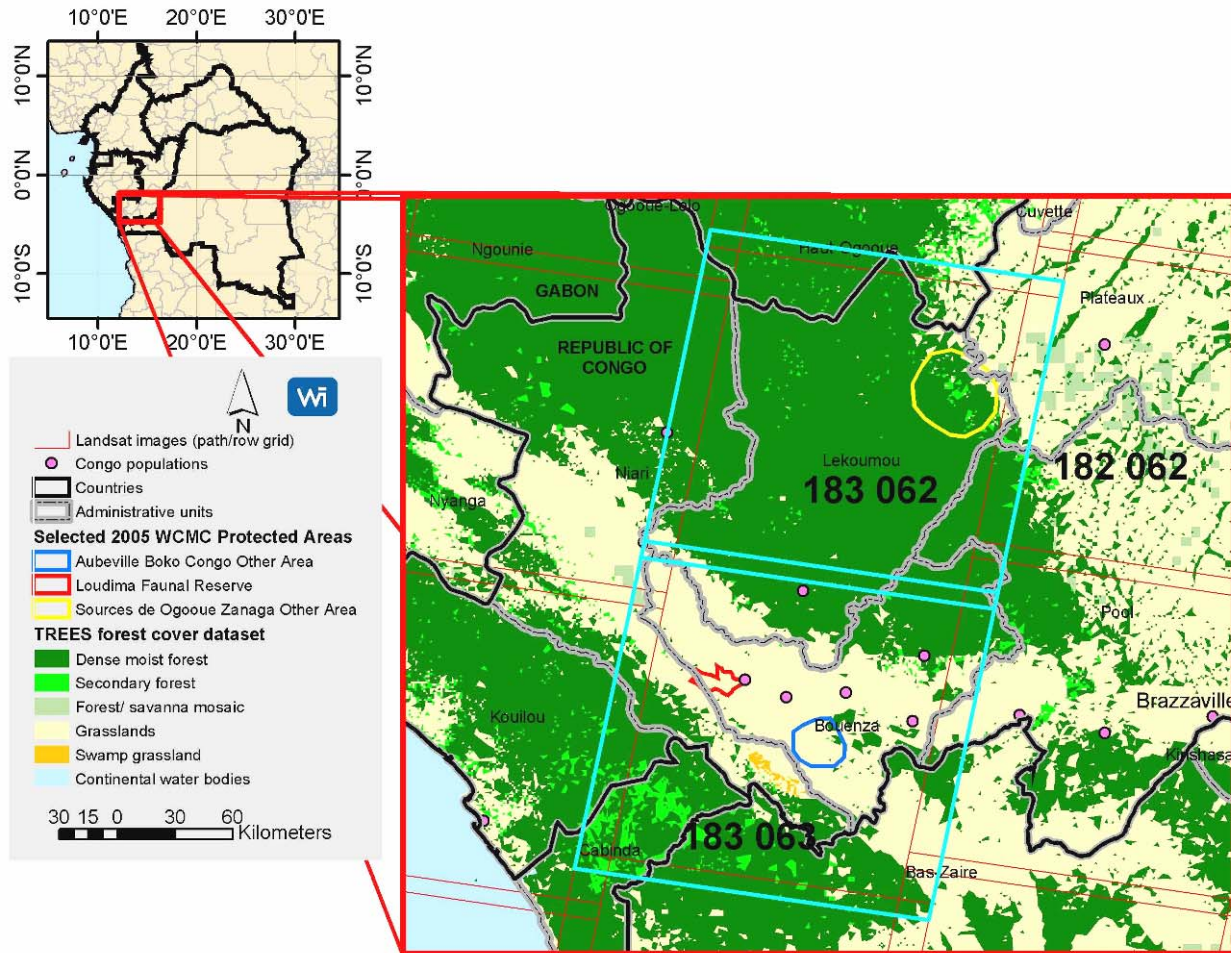 10°0'E 20°0'E 30°0'E
10°0'N 10°0'N
0°0'N 0°0'N
10°0'S 10°0'S
10°0'E 20°0'E 30°0'E
N
Wi
Landsat images (path/row grid)
Congo populations
Countries
Administrative units
Selected 2005 WCMC Protected Areas
Aubeville Boko Congo Other Area
Loudima Faunal Reserve
Sources de Ogooue Zanaga Other Area
TREES forest cover dataset
Dense moist forest
Secondary forest
Forest/ savanna mosaic
Grasslands
Swamp grassland
Continental water bodies
30 15 0 30 60
Kilometers
Ogooue-Lolo
Cuvette
Ngounie
Haut-Ogooue
GABON
Plateaux
REPUBLIC OF
CONGO
Lekoumou
182 062
Niari
183 062
Nyanga
Pool
Kouilou
Bouenza
Brazzaville
Kinshasa
183 063
Cabinda
Bas-Zaire